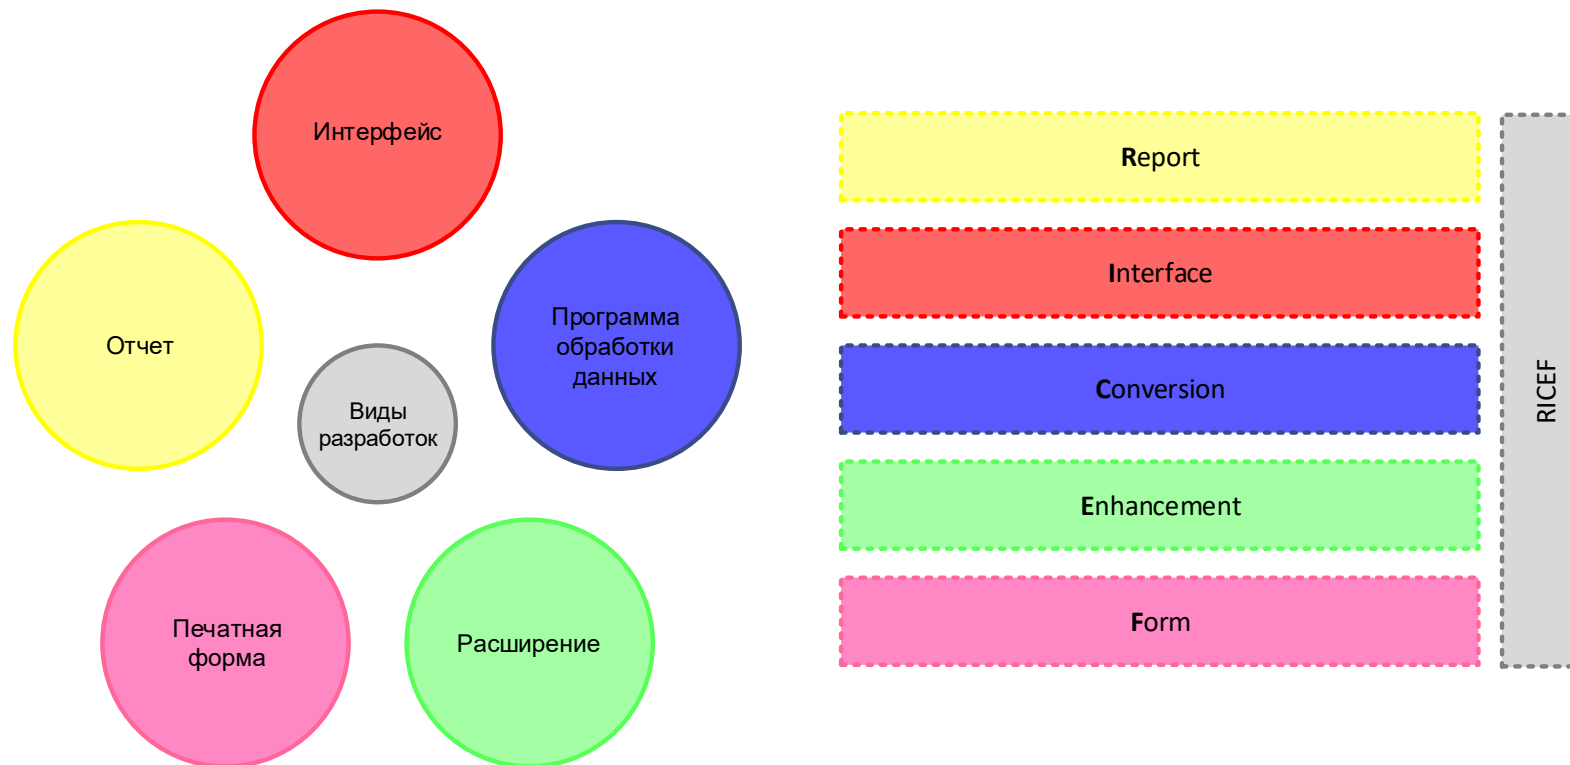 Интерфейс
Отчет
Программа
обработки
данных
Виды
разработок
Печатная
форма
Расширение
Report
Interface
Conversion
Enhancement
Form
RICEF